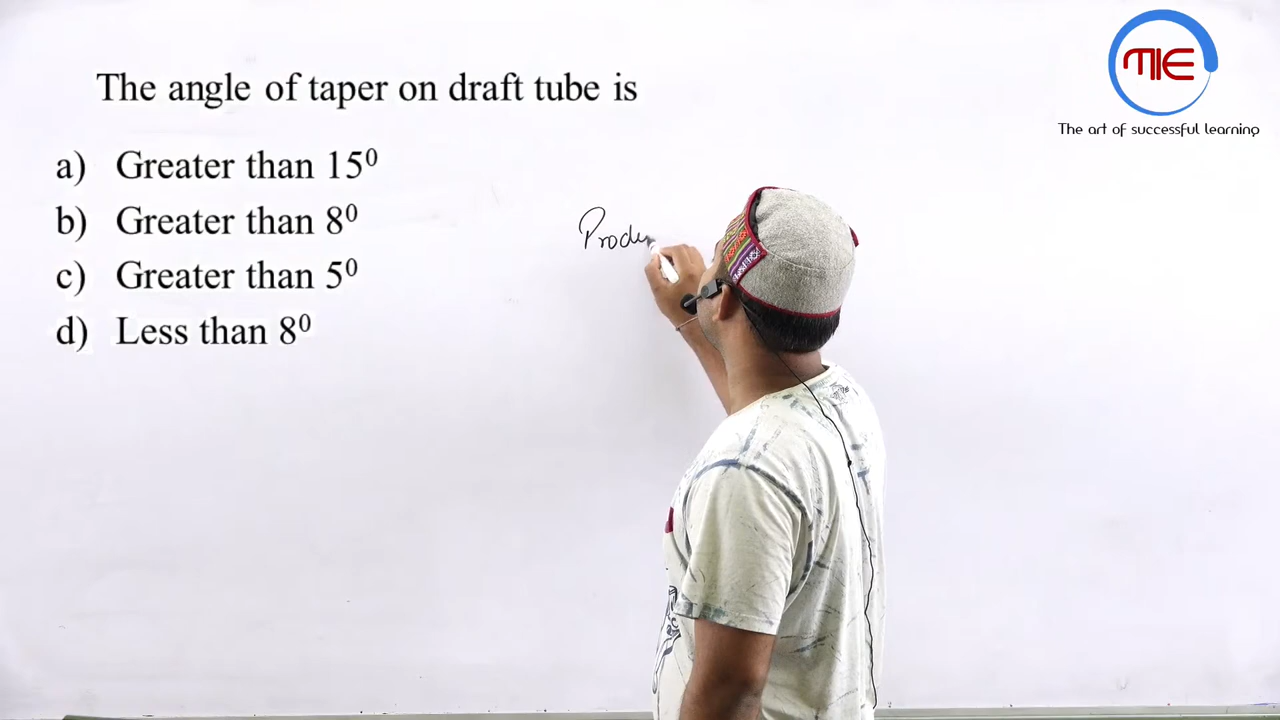 The angle of taper on draft tube is
a) Greater than 15⁰
b) Greater than 8⁰
c) Greater than 5⁰
d) Less than 8⁰
Produ
MIE
The art of successful learning